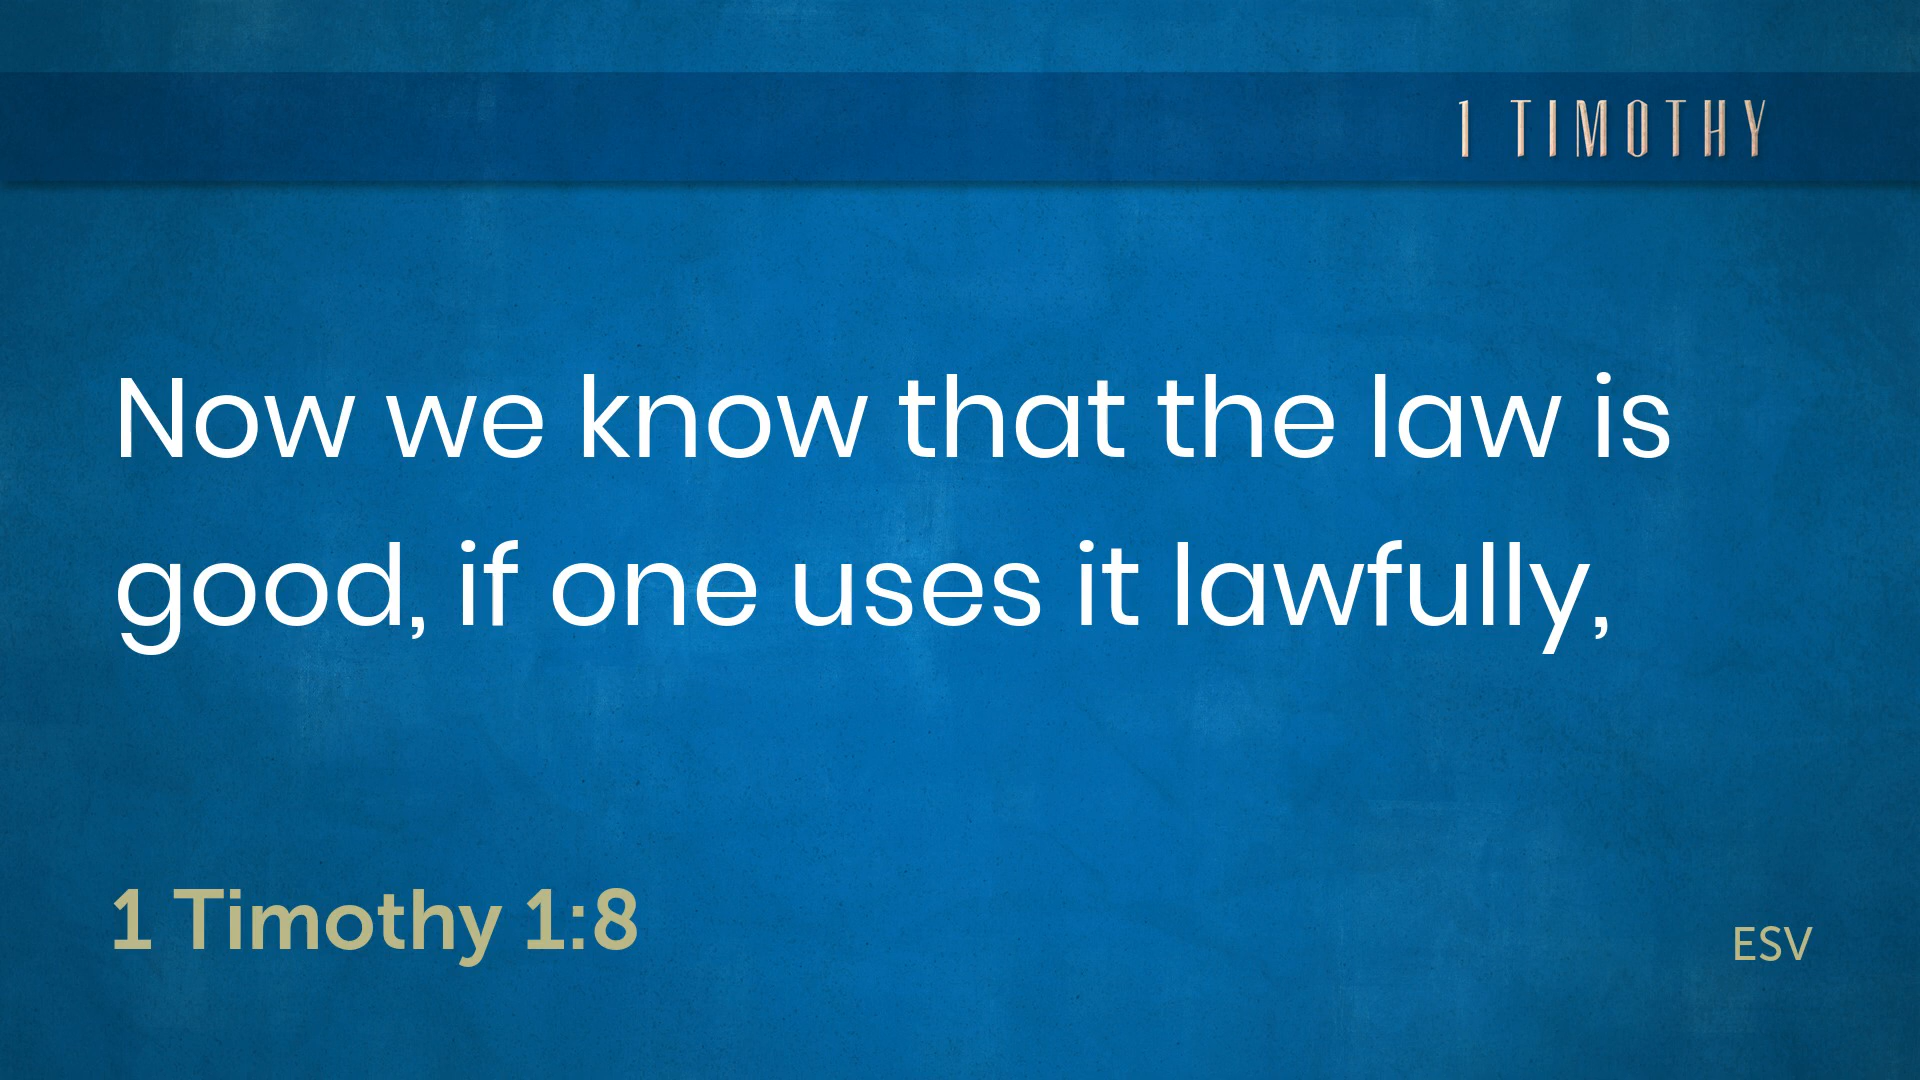 1 TIMOTHY
Now we know that the law is
good, if one uses it lawfully,
1 Timothy 1:8
ESV